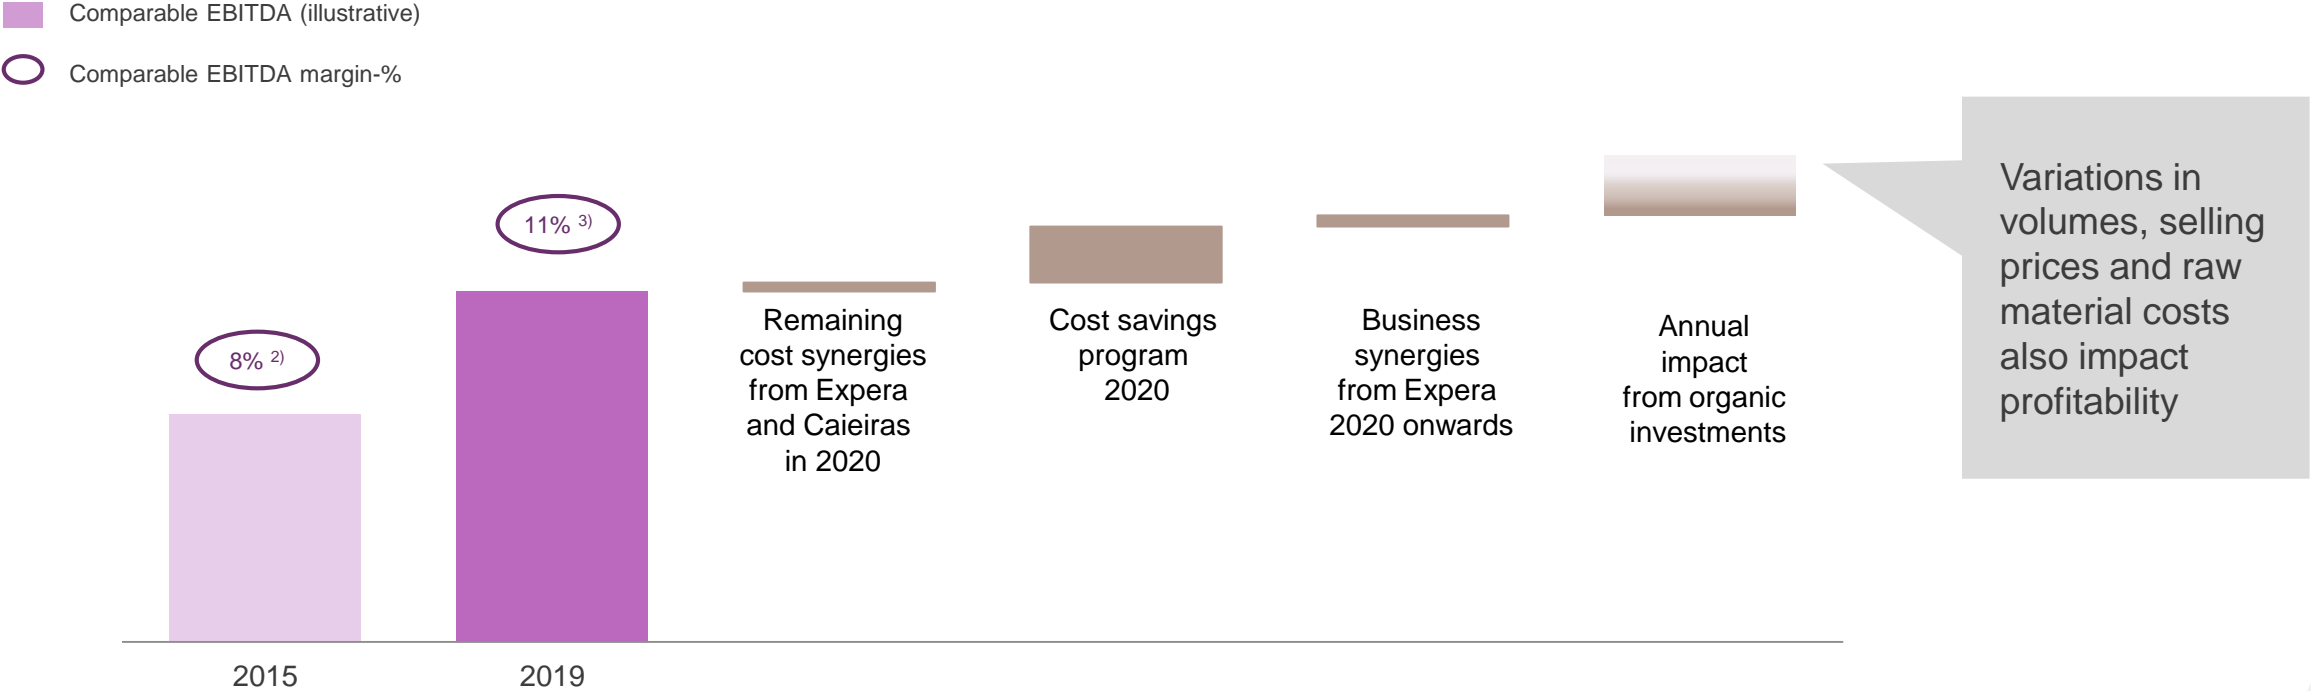 Comparable EBITDA (illustrative)
Comparable EBITDA margin-%
8% 2)
11% 3)
Remaining
cost synergies
from Expera
and Caieiras
in 2020
Cost savings
program
2020
Business
synergies
from Expera
2020 onwards
Annual
impact
from organic
investments
Variations in
volumes, selling
prices and raw
material costs
also impact
profitability
2015
2019